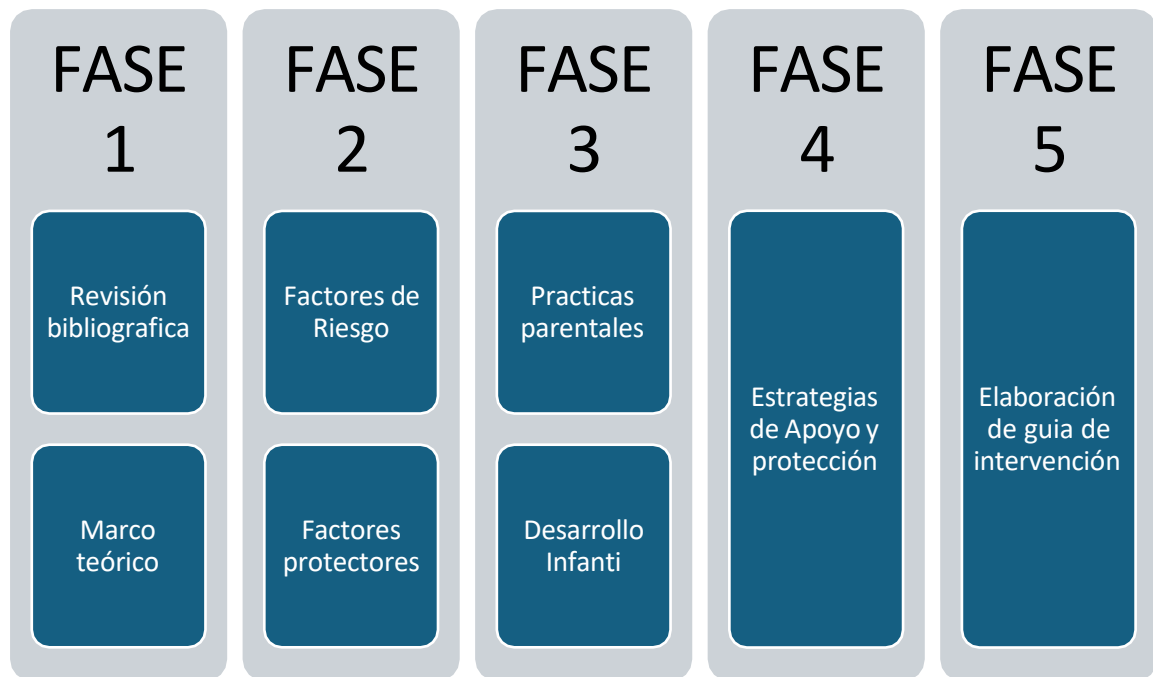 FASE
1
Revisión
bibliografica
Marco
teórico
FASE
2
Factores de
Riesgo
Factores
protectores
FASE
3
Practicas
parentales
Desarrollo
Infanti
FASE
4
Estrategias
de Apoyo y
protección
FASE
5
Elaboración
de guia de
intervención